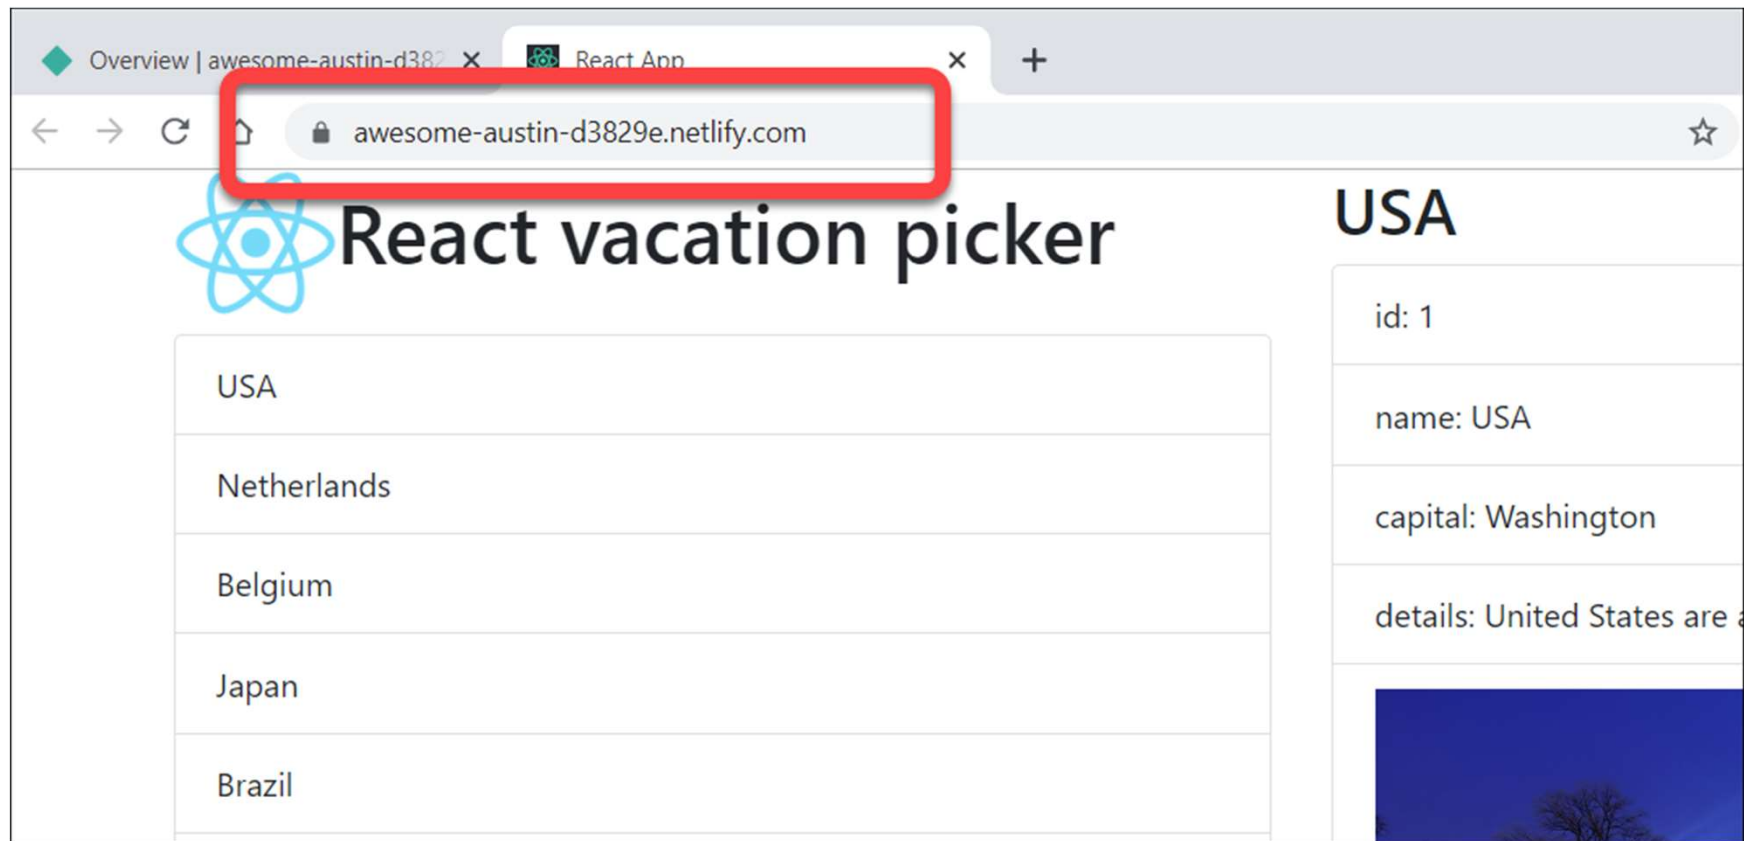 Overview | awesome-austin-d382
React App
awesome-austin-d3829e.netlify.com
React vacation picker
USA
Netherlands
Belgium
Japan
Brazil
USA
id: 1
name: USA
capital: Washington
details: United States are